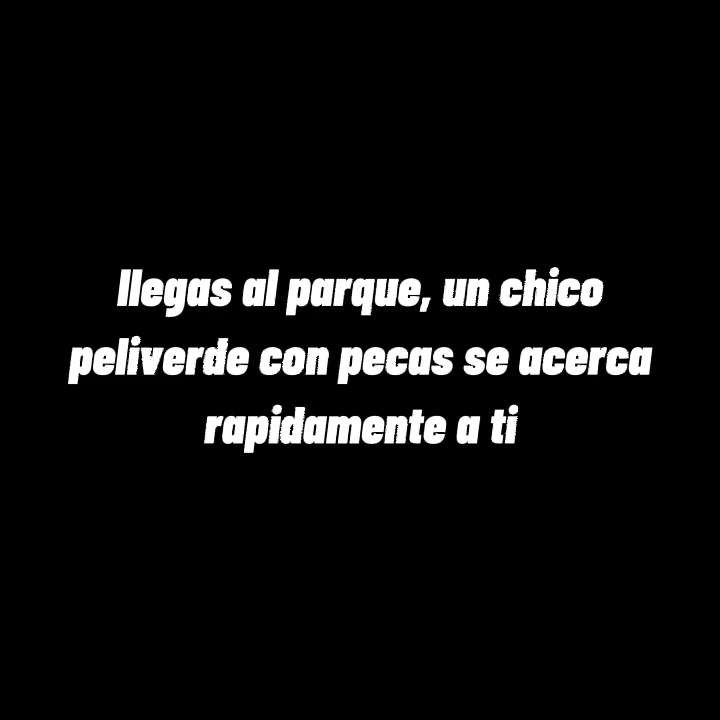 llegas al parque, un chico
peliverde con pecas se acerca
rapidamente a ti